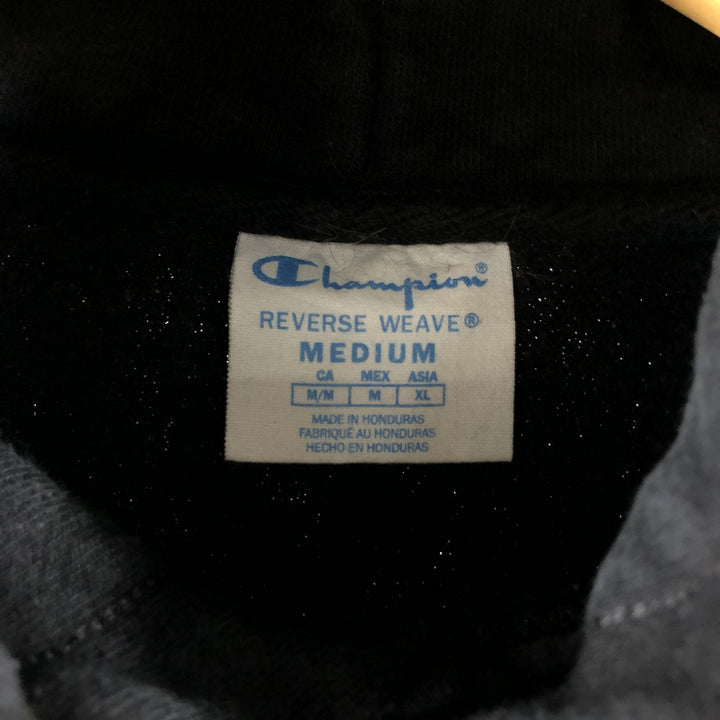 Champion®
REVERSE WEAVE®
MEDIUM
CA MEX ASIA
M/M M XL
MADE IN HONDURAS
FABRIQUÉ AU HONDURAS
HECHO EN HONDURAS